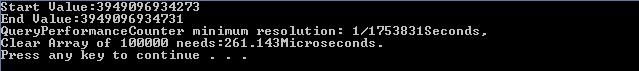 Start Value:3949096934273
End Value:3949096934731
QueryPerformanceCounter minimum resolution: 1/1753831Seconds,
Clear Array of 100000 needs:261.143Microseconds.
Press any key to continue . . .